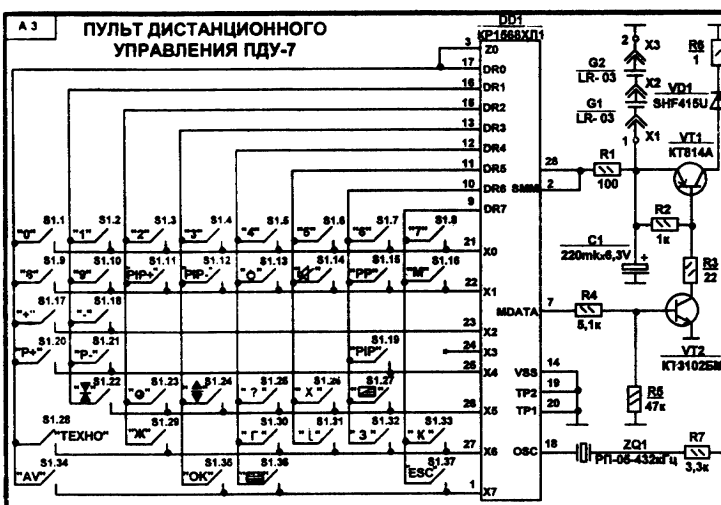 А 3
ПУЛЬТ ДИСТАНЦИОННОГО
УПРАВЛЕНИЯ ПДУ-7
DD1
КР1568ХЛ1
3 Z0
17 DR0
16 DR1
18 DR2
13 DR3
12 DR4
11 DR5
10 DR6
9 DR7
28
SMM 2
"0" S1.1 "1" S1.2 "2" S1.3 "3" S1.4 "4" S1.5 "5" S1.6 "6" S1.7 "7" S1.8
21 X0
"8" S1.9 "9" S1.10 "PIP+" S1.11 "PIP-" S1.12 S1.13 S1.14 "PP" S1.15 "M" S1.16
22 X1
"+" S1.17 "-" S1.18
23 X2
MDATA 7
24 X3
"P+" S1.20 "P-" S1.21 "PIP" S1.19
25 X4
S1.22 S1.23 S1.24 "?" S1.25 "X" S1.26 S1.27
26 X5
VSS 14
TP2 19
TP1 20
S1.28 "ТЕХНО" "Ж" S1.29 "Г" S1.30 S1.31 "З" S1.32 "К" S1.33
27 X6
OSC 18
"AV" S1.34 "OK" S1.35 S1.36 "ESC" S1.37
1 X7
2 X3
G2
LR-03
X2
G1
LR-03
1 X1
R6
1
VD1
SHF415U
VT1
КТ814А
R1
100
R2
1к
C1
220mkx6,3V
+
R3
22
R4
5,1к
VT2
КТ3102БМ
R5
47к
ZQ1
РП-05-432кГц
R7
3,3к